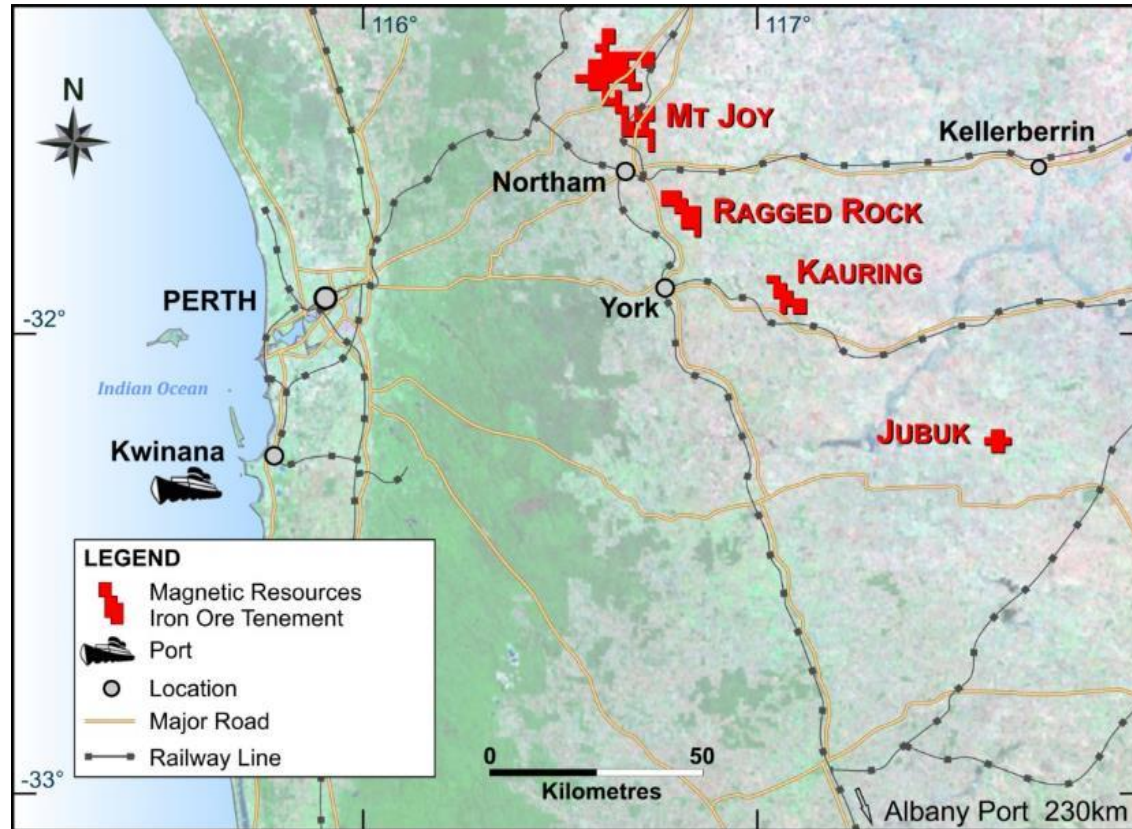 116°
117°
N
MT JOY
Kellerberrin
Northam
RAGGED ROCK
KAURING
PERTH
York
-32°
Indian Ocean
JUBUK
Kwinana
LEGEND
Magnetic Resources
Iron Ore Tenement
Port
Location
Major Road
Railway Line
0 50
Kilometres
-33°
Albany Port 230km